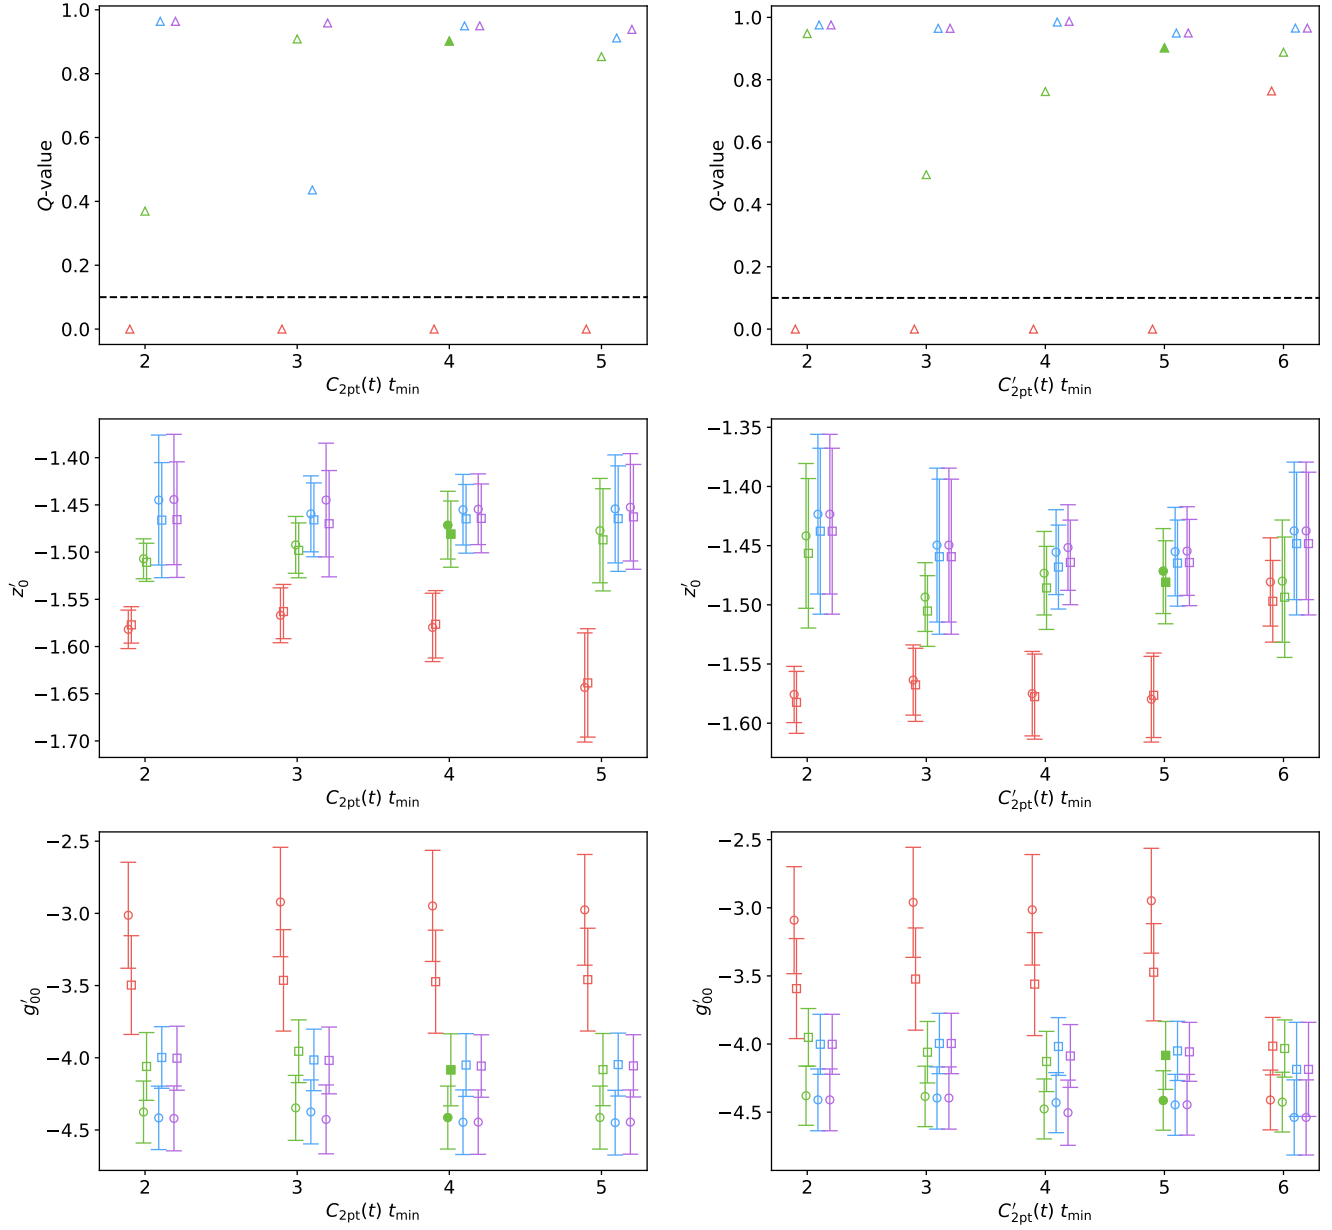 1.0
0.8
0.6
0.4
0.2
0.0
Q-value
2 3 4 5
C₂ₚₜ(t) tₘᵢₙ
1.0
0.8
0.6
0.4
0.2
0.0
Q-value
2 3 4 5 6
C′₂ₚₜ(t) tₘᵢₙ
−1.40
−1.45
−1.50
−1.55
−1.60
−1.65
−1.70
z′₀
2 3 4 5
C₂ₚₜ(t) tₘᵢₙ
−1.35
−1.40
−1.45
−1.50
−1.55
−1.60
z′₀
2 3 4 5 6
C′₂ₚₜ(t) tₘᵢₙ
−2.5
−3.0
−3.5
−4.0
−4.5
g′₀₀
2 3 4 5
C₂ₚₜ(t) tₘᵢₙ
−2.5
−3.0
−3.5
−4.0
−4.5
g′₀₀
2 3 4 5 6
C′₂ₚₜ(t) tₘᵢₙ